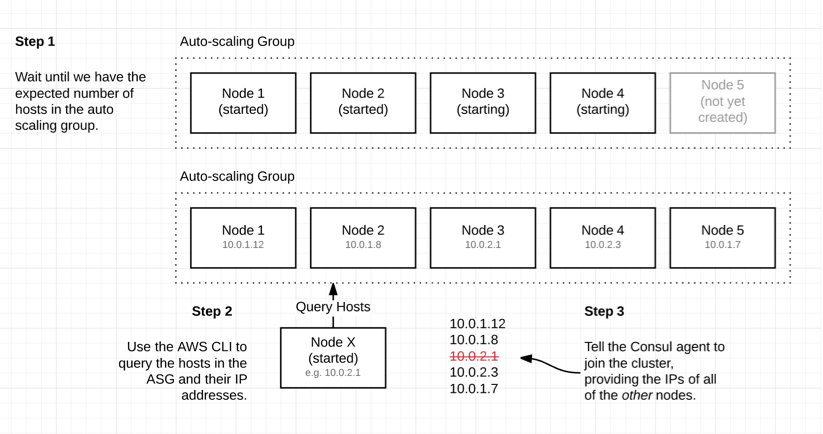 Step 1
Wait until we have the
expected number of
hosts in the auto
scaling group.
Auto-scaling Group
Node 1
(started)
Node 2
(started)
Node 3
(starting)
Node 4
(starting)
Node 5
(not yet
created)
Auto-scaling Group
Node 1
10.0.1.12
Node 2
10.0.1.8
Node 3
10.0.2.1
Node 4
10.0.2.3
Node 5
10.0.1.7
Step 2
Use the AWS CLI to
query the hosts in the
ASG and their IP
addresses.
Query Hosts
Node X
(started)
e.g. 10.0.2.1
10.0.1.12
10.0.1.8
10.0.2.1
10.0.2.3
10.0.1.7
Step 3
Tell the Consul agent to
join the cluster,
providing the IPs of all
of the other nodes.